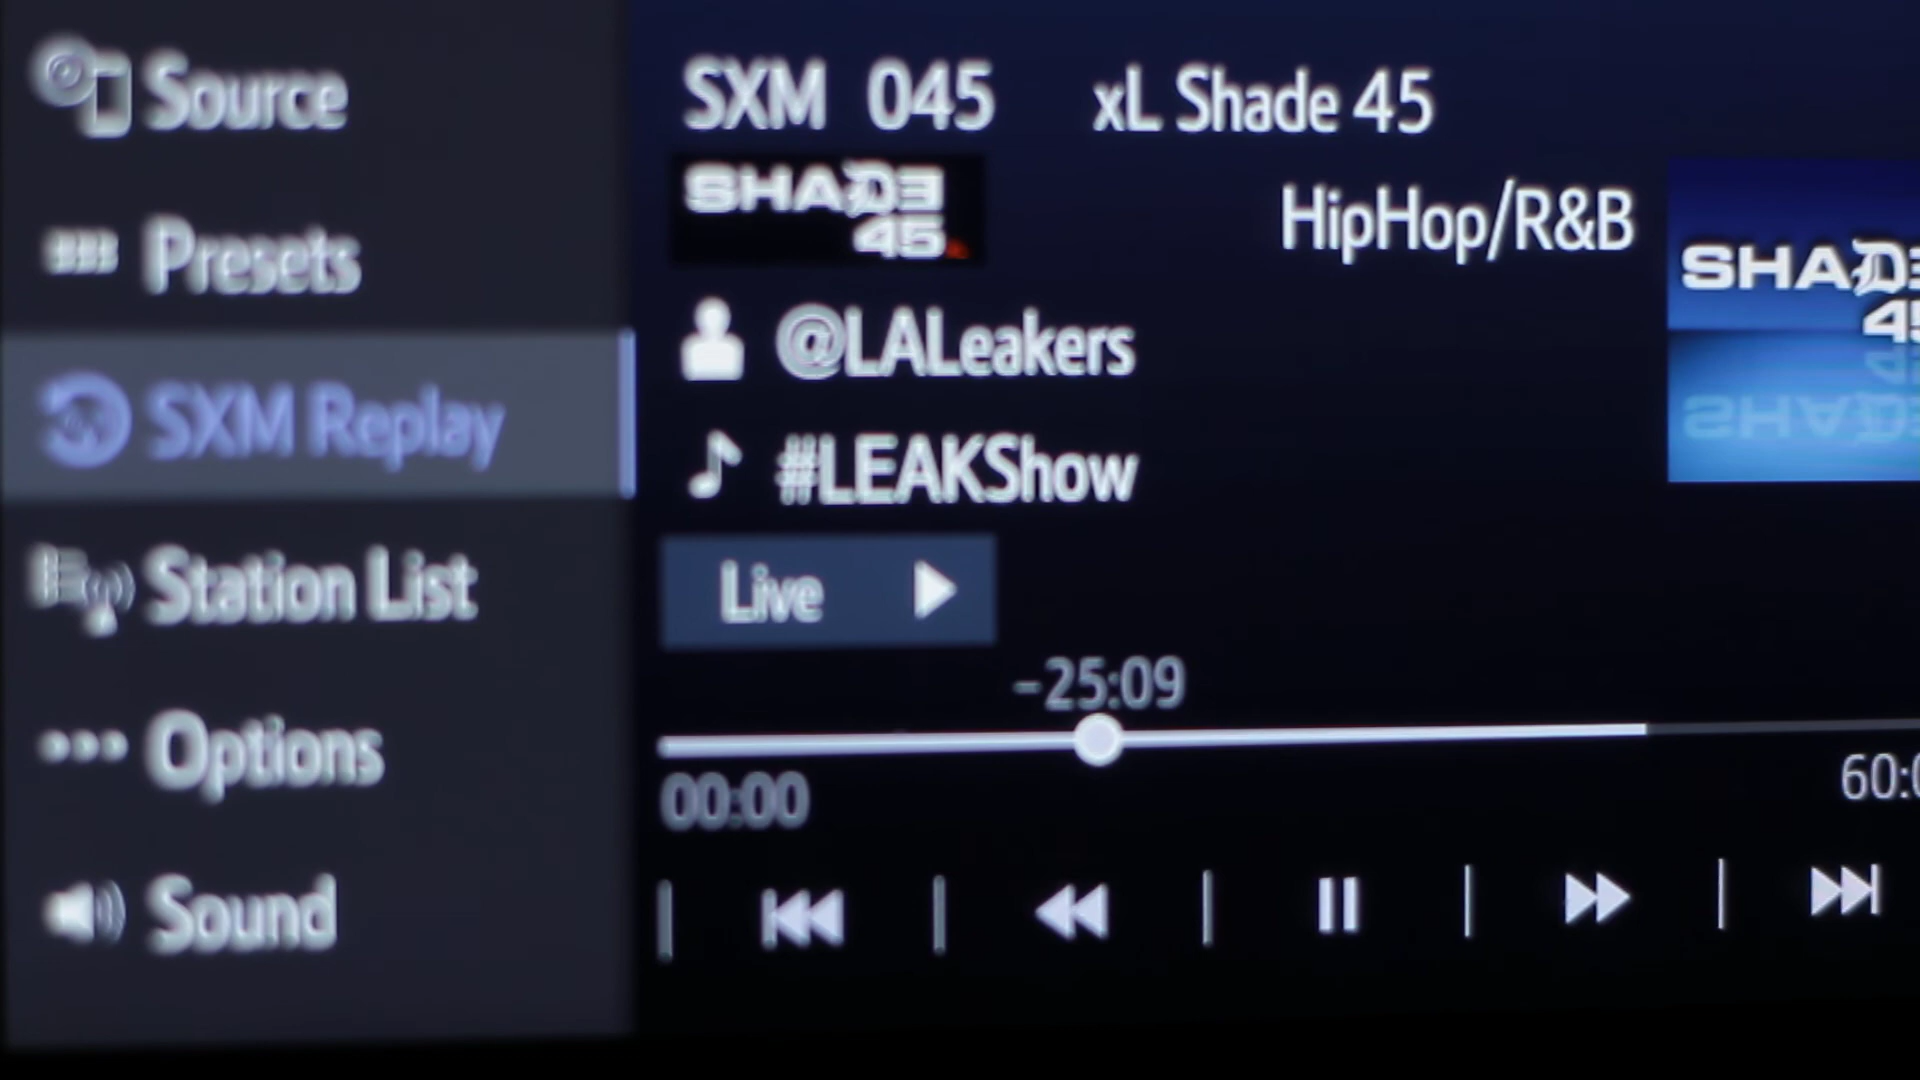 Source
Presets
SXM Replay
Station List
Options
Sound
SXM 045 xL Shade 45
SHADE
45
HipHop/R&B
@LALeakers
#LEAKShow
Live
-25:09
00:00
SHADE
45